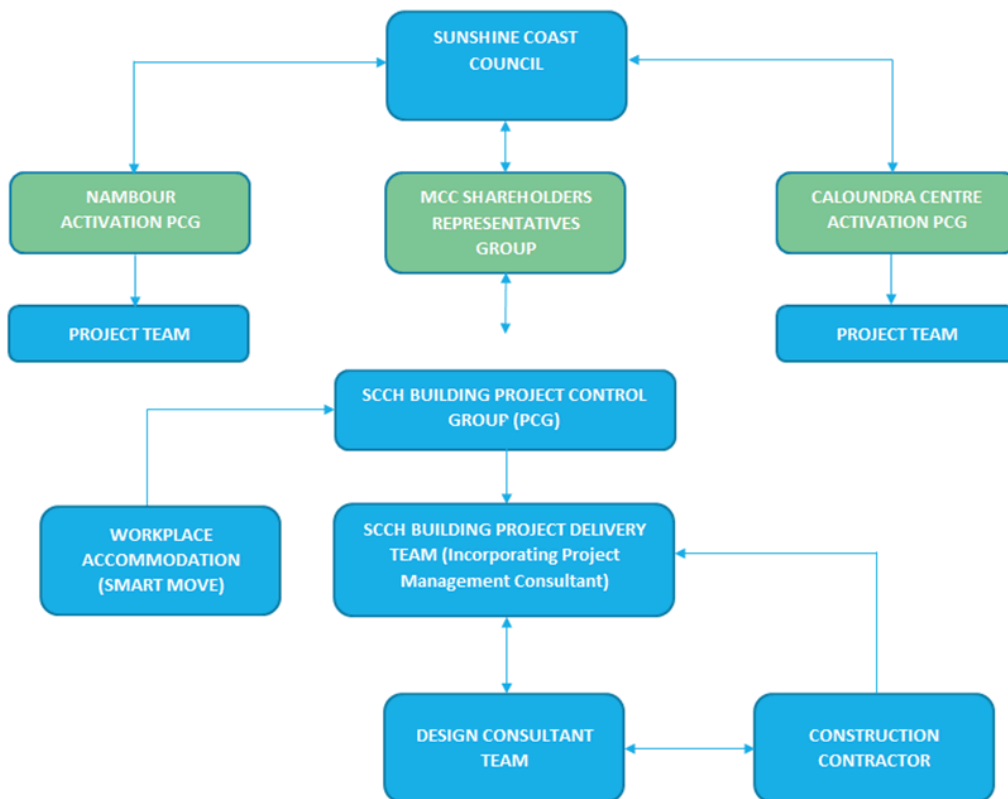 SUNSHINE COAST
COUNCIL
NAMBOUR
ACTIVATION PCG
MCC SHAREHOLDERS
REPRESENTATIVES
GROUP
CALOUNDRA CENTRE
ACTIVATION PCG
PROJECT TEAM
PROJECT TEAM
SCCH BUILDING PROJECT CONTROL
GROUP (PCG)
WORKPLACE
ACCOMMODATION
(SMART MOVE)
SCCH BUILDING PROJECT DELIVERY
TEAM (Incorporating Project
Management Consultant)
DESIGN CONSULTANT
TEAM
CONSTRUCTION
CONTRACTOR